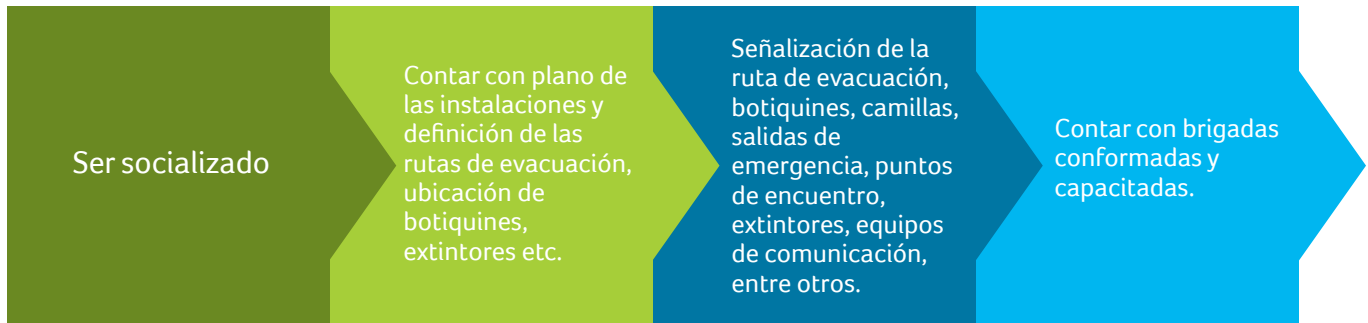 Ser socializado
Contar con plano de
las instalaciones y
definición de las
rutas de evacuación,
ubicación de
botiquines,
extintores etc.
Señalización de la
ruta de evacuación,
botiquines, camillas,
salidas de
emergencia, puntos
de encuentro,
extintores, equipos
de comunicación,
entre otros.
Contar con brigadas
conformadas y
capacitadas.